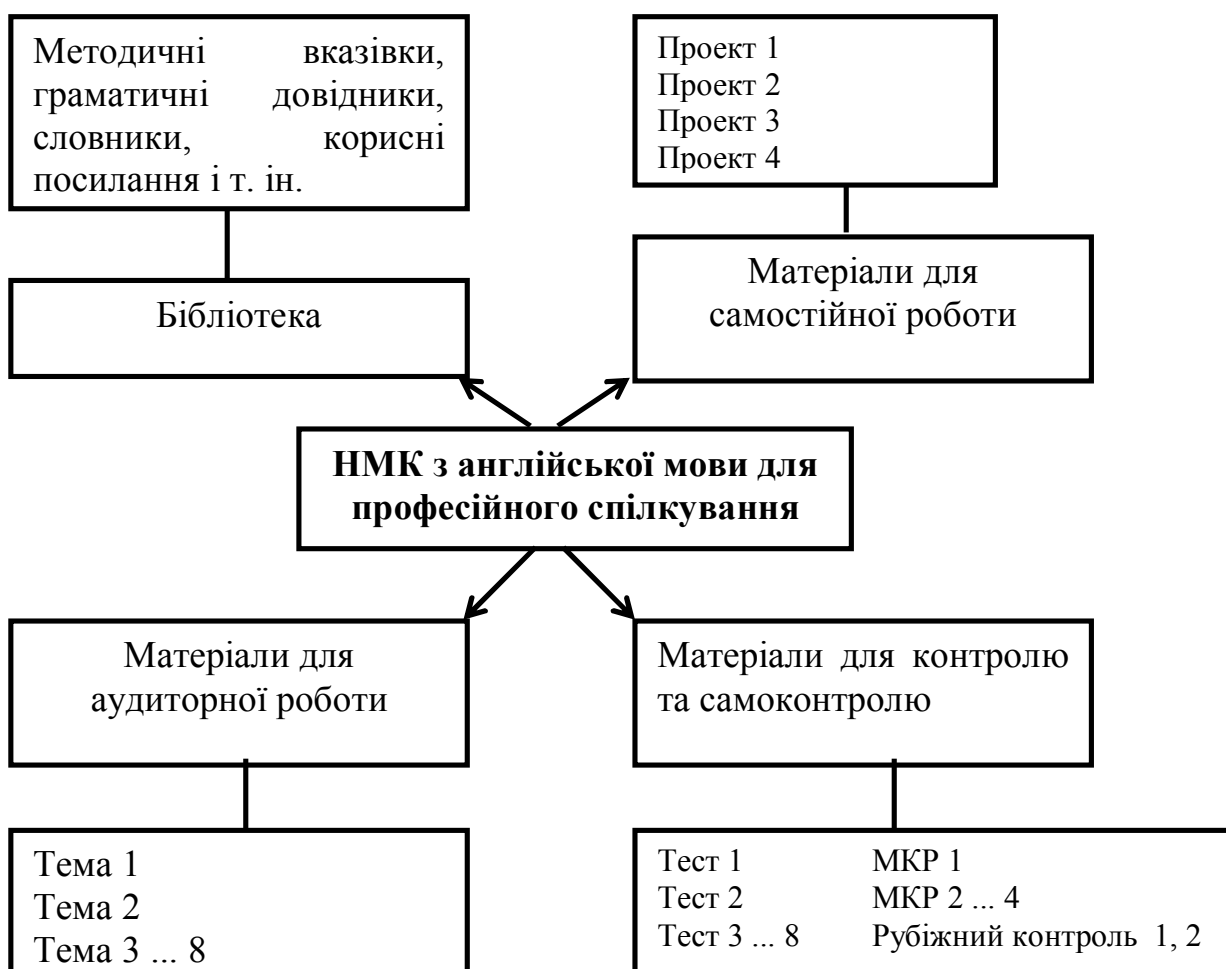 Методичні вказівки,
граматичні довідники,
словники, корисні
посилання і т. ін.
Проект 1
Проект 2
Проект 3
Проект 4
Бібліотека
Матеріали для
самостійної роботи
НМК з англійської мови для
професійного спілкування
Матеріали для
аудиторної роботи
Матеріали для контролю
та самоконтролю
Тема 1
Тема 2
Тема 3 ... 8
Тест 1 МКР 1
Тест 2 МКР 2 ... 4
Тест 3 ... 8 Рубіжний контроль 1, 2